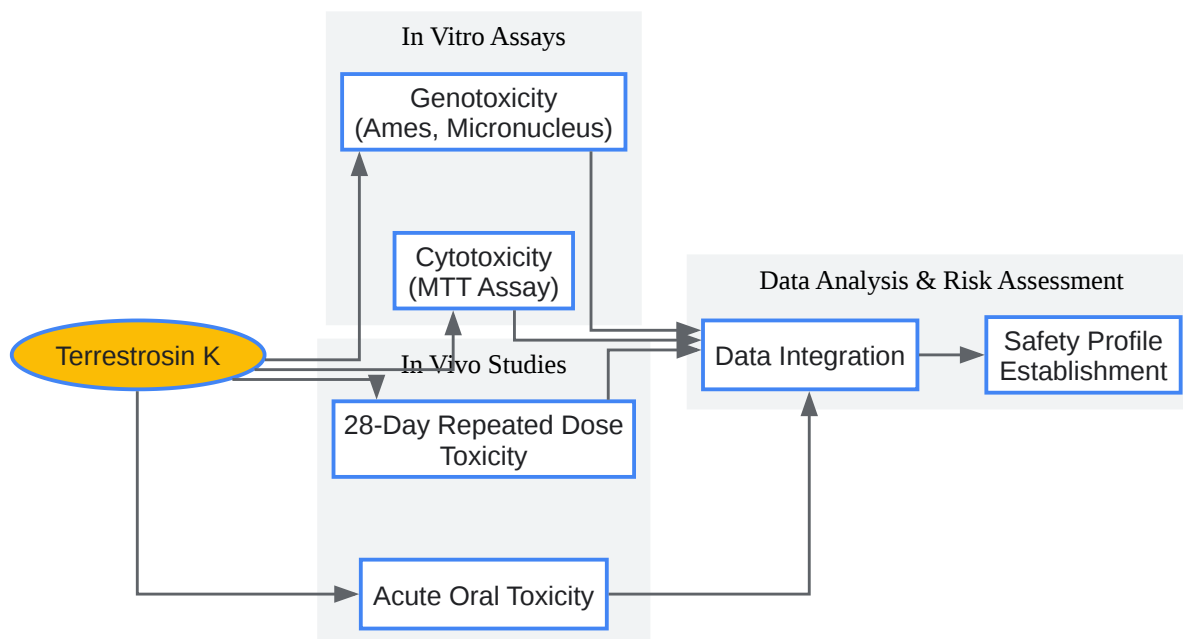 In Vitro Assays
Genotoxicity
(Ames, Micronucleus)
Cytotoxicity
(MTT Assay)
Terrestrosin K
In Vivo Studies
28-Day Repeated Dose
Toxicity
Acute Oral Toxicity
Data Analysis & Risk Assessment
Data Integration
Safety Profile
Establishment